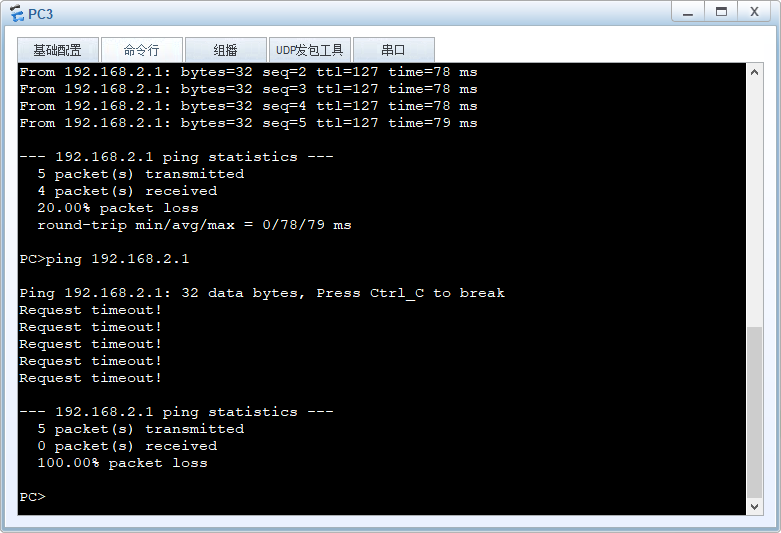 PC3
基础配置 命令行 组播 UDP发包工具 串口
From 192.168.2.1: bytes=32 seq=2 ttl=127 time=78 ms
From 192.168.2.1: bytes=32 seq=3 ttl=127 time=78 ms
From 192.168.2.1: bytes=32 seq=4 ttl=127 time=78 ms
From 192.168.2.1: bytes=32 seq=5 ttl=127 time=79 ms
--- 192.168.2.1 ping statistics ---
5 packet(s) transmitted
4 packet(s) received
20.00% packet loss
round-trip min/avg/max = 0/78/79 ms
PC>ping 192.168.2.1
Ping 192.168.2.1: 32 data bytes, Press Ctrl_C to break
Request timeout!
Request timeout!
Request timeout!
Request timeout!
Request timeout!
--- 192.168.2.1 ping statistics ---
5 packet(s) transmitted
0 packet(s) received
100.00% packet loss
PC>